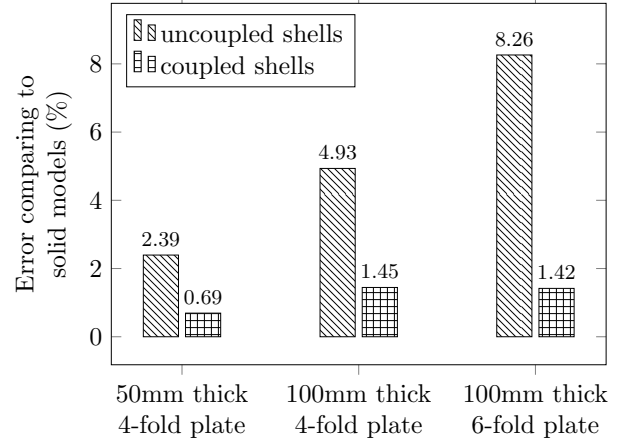 uncoupled shells
coupled shells
Error comparing to
solid models (%)
8
6
4
2
0
2.39
0.69
4.93
1.45
8.26
1.42
50mm thick
4-fold plate
100mm thick
4-fold plate
100mm thick
6-fold plate